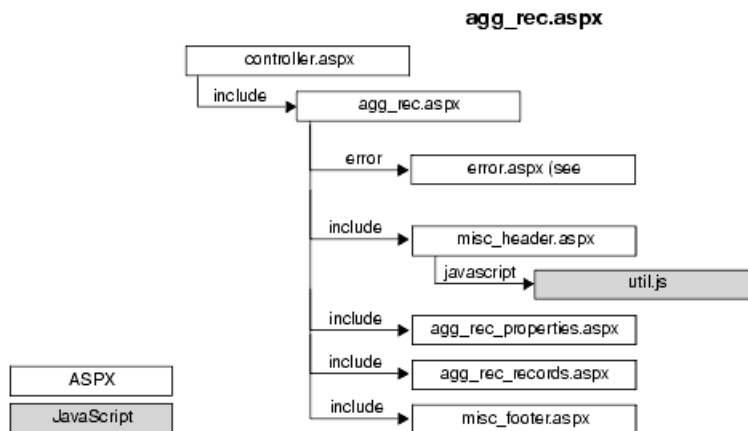 agg_rec.aspx
controller.aspx
include
agg_rec.aspx
error
error.aspx (see
include
misc_header.aspx
javascript
util.js
include
agg_rec_properties.aspx
include
agg_rec_records.aspx
include
misc_footer.aspx
ASPX
JavaScript